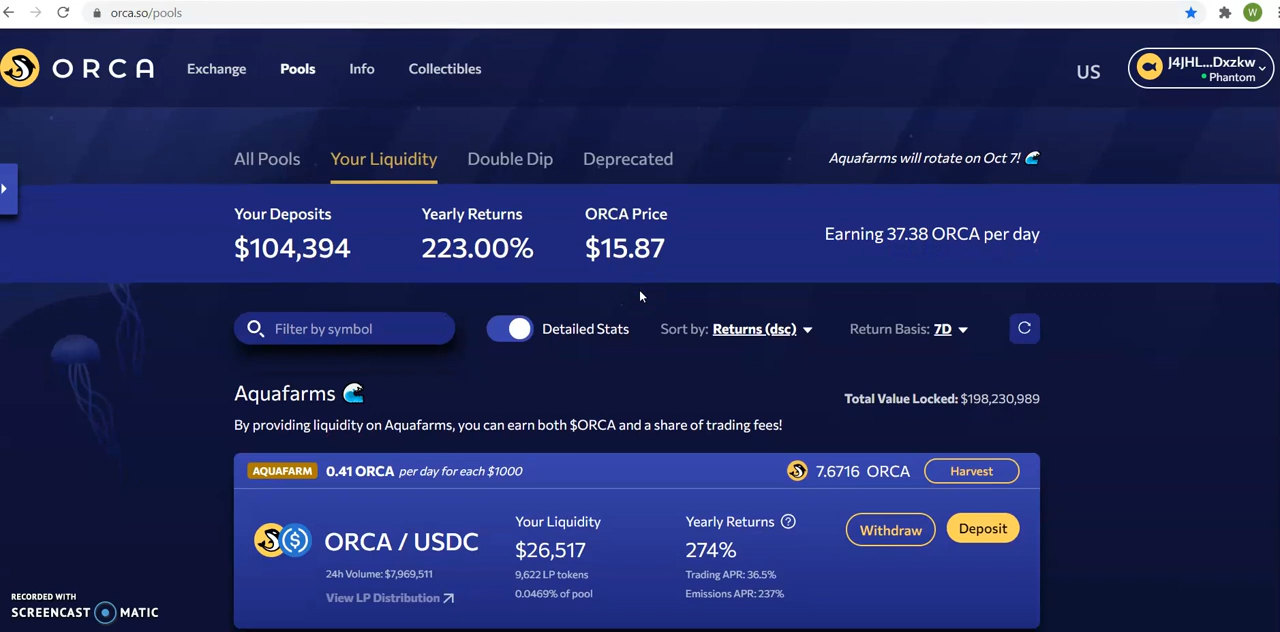 orca.so/pools
W
ORCA Exchange Pools Info Collectibles US J4JHL...Dxzkw
Phantom
All Pools Your Liquidity Double Dip Deprecated Aquafarms will rotate on Oct 7! 🌊
Your Deposits Yearly Returns ORCA Price
$104,394 223.00% $15.87 Earning 37.38 ORCA per day
Filter by symbol Detailed Stats Sort by: Returns (dsc) Return Basis: 7D
Aquafarms 🌊 Total Value Locked: $198,230,989
By providing liquidity on Aquafarms, you can earn both $ORCA and a share of trading fees!
AQUAFARM 0.41 ORCA per day for each $1000 7.6716 ORCA Harvest
ORCA / USDC Your Liquidity Yearly Returns ? Withdraw Deposit
$26,517 274%
24h Volume: $7,969,511 9,622 LP tokens Trading APR: 36.5%
View LP Distribution 0.0469% of pool Emissions APR: 237%
RECORDED WITH
SCREENCAST MATIC